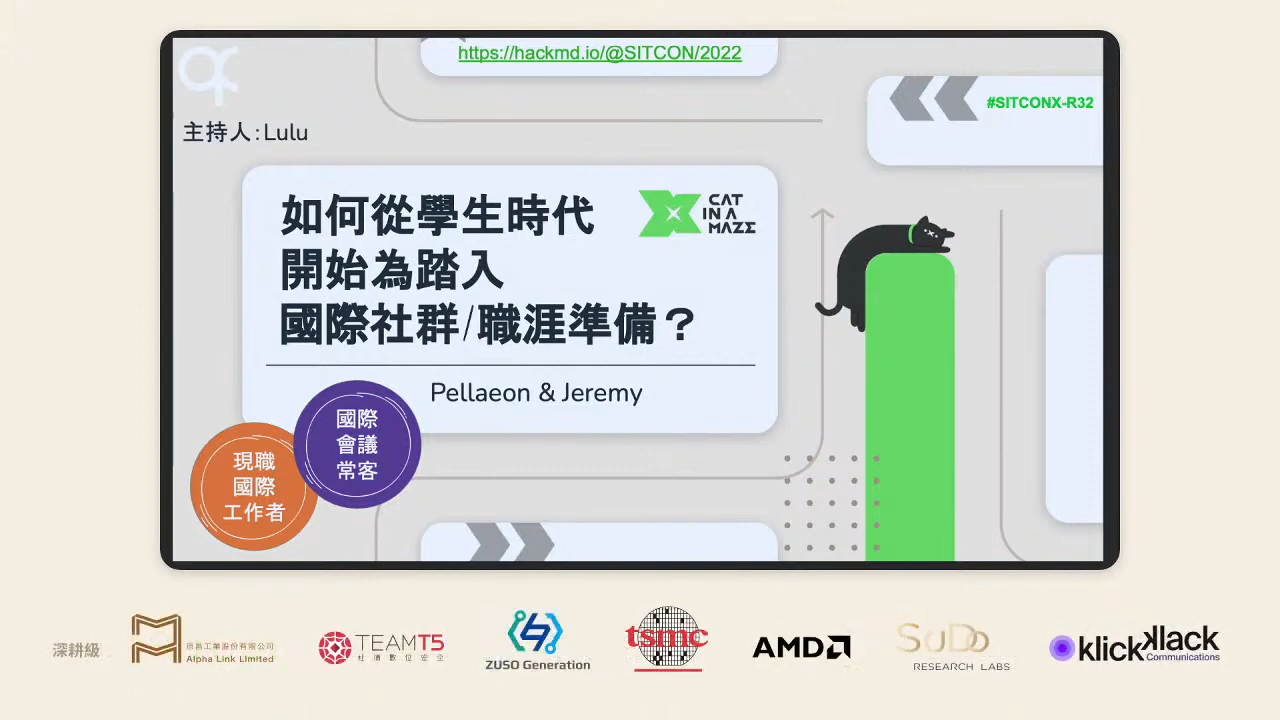 https://hackmd.io/@SITCON/2022
#SITCONX-R32
主持人：Lulu
如何從學生時代
開始為踏入
國際社群/職涯準備？
CAT
IN A
MAZE
Pellaeon & Jeremy
國際
會議
常客
現職
國際
工作者
深耕級
Alpha Link Limited
TEAMT5
杜浦數位安全
ZUSO Generation
tsmc
AMD
SuDo
RESEARCH LABS
klickklack
Communications